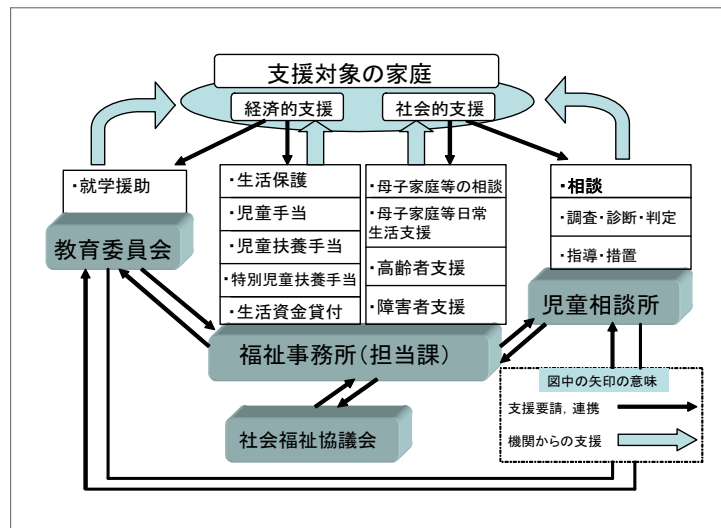 支援対象の家庭
経済的支援
社会的支援
・就学援助
教育委員会
・生活保護
・児童手当
・児童扶養手当
・特別児童扶養手当
・生活資金貸付
・母子家庭等の相談
・母子家庭等日常
生活支援
・高齢者支援
・障害者支援
・相談
・調査・診断・判定
・指導・措置
児童相談所
福祉事務所（担当課）
社会福祉協議会
図中の矢印の意味
支援要請，連携
機関からの支援